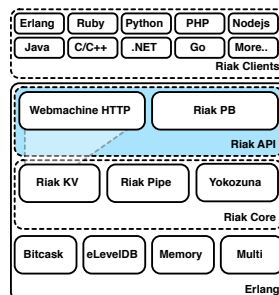 Erlang Ruby Python PHP Nodejs
Java C/C++ .NET Go More..
Riak Clients
Webmachine HTTP Riak PB
Riak API
Riak KV Riak Pipe Yokozuna
Riak Core
Bitcask eLevelDB Memory Multi
Erlang